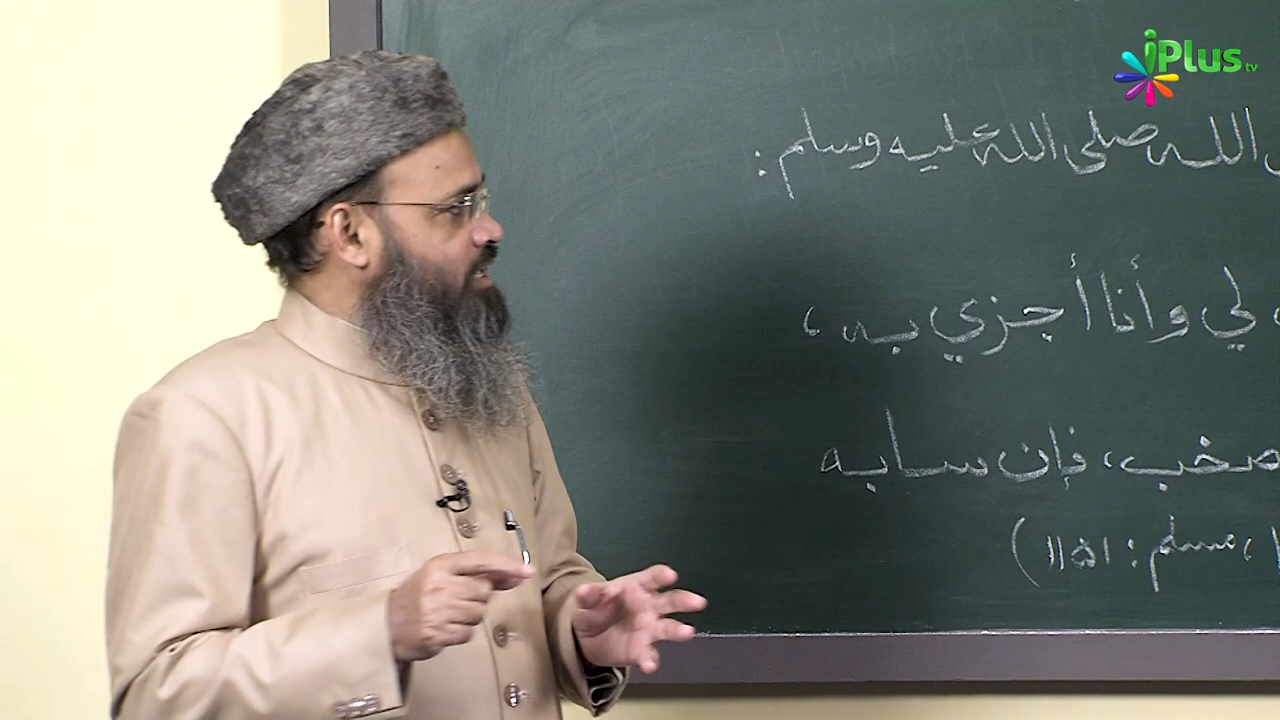 iPlus tv
الله صلى الله عليه وسلم:
لي وأنا أجزي به،
صخب، فإن سابه
، مسلم: ١١٥١)